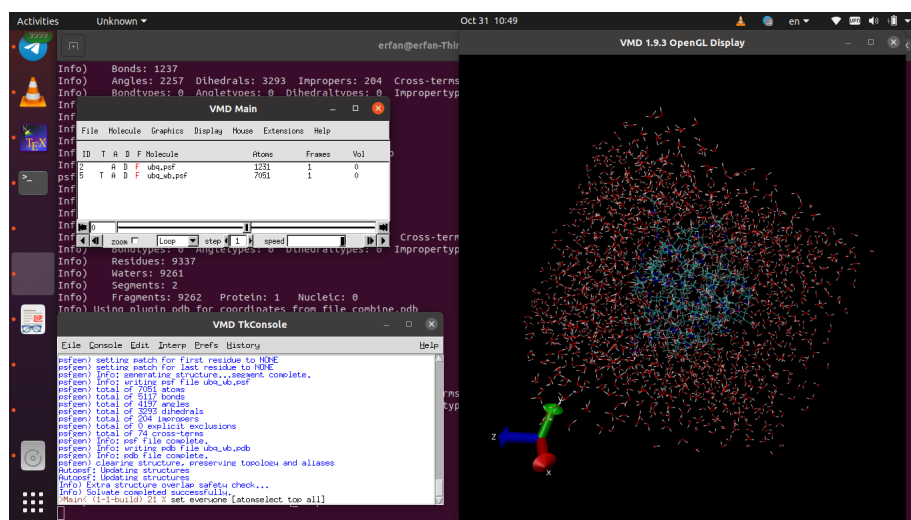 Activities
Unknown
Oct 31 10:49
en
9999
erfan@erfan-Thin
VMD 1.9.3 OpenGL Display
Info) Bonds: 1237
Info) Angles: 2257 Dihedrals: 3293 Impropers: 204 Cross-terms
Info) Bondtypes: 0 Angletypes: 0 Dihedraltypes: 0 Impropertyp
VMD Main
File Molecule Graphics Display Mouse Extensions Help
ID T A D F Molecule Atoms Frames Vol
2 A D F ubq.psf 1231 1 0
5 T A D F ubq_wb.psf 7051 1 0
0
zoom Loop step 1 speed
Cross-term
Info) Bondtypes: 0 Angletypes: 0 Dihedraltypes: 0 Impropertyp
Info) Residues: 9337
Info) Waters: 9261
Info) Segments: 2
Info) Fragments: 9262 Protein: 1 Nucleic: 0
Info) Using plugin pdb for coordinates from file combine.pdb
VMD TkConsole
File Console Edit Interp Prefs History Help
psfgen) setting patch for first residue to NONE
psfgen) setting patch for last residue to NONE
psfgen) Info: generating structure...segment complete.
psfgen) Info: writing psf file ubq_wb.psf
psfgen) total of 7051 atoms
psfgen) total of 5117 bonds
psfgen) total of 4197 angles
psfgen) total of 3293 dihedrals
psfgen) total of 204 impropers
psfgen) total of 0 explicit exclusions
psfgen) total of 74 cross-terms
psfgen) Info: psf file complete.
psfgen) Info: writing pdb file ubq_wb.pdb
psfgen) Info: pdb file complete.
psfgen) clearing structure, preserving topology and aliases
Autopsf: Updating structures
Autopsf: Updating structures
Info) Extra structure overlap safety check...
Info) Solvate completed successfully.
>Main< (1-1-build) 21 % set everyone [atomselect top all]
Y
Z
X